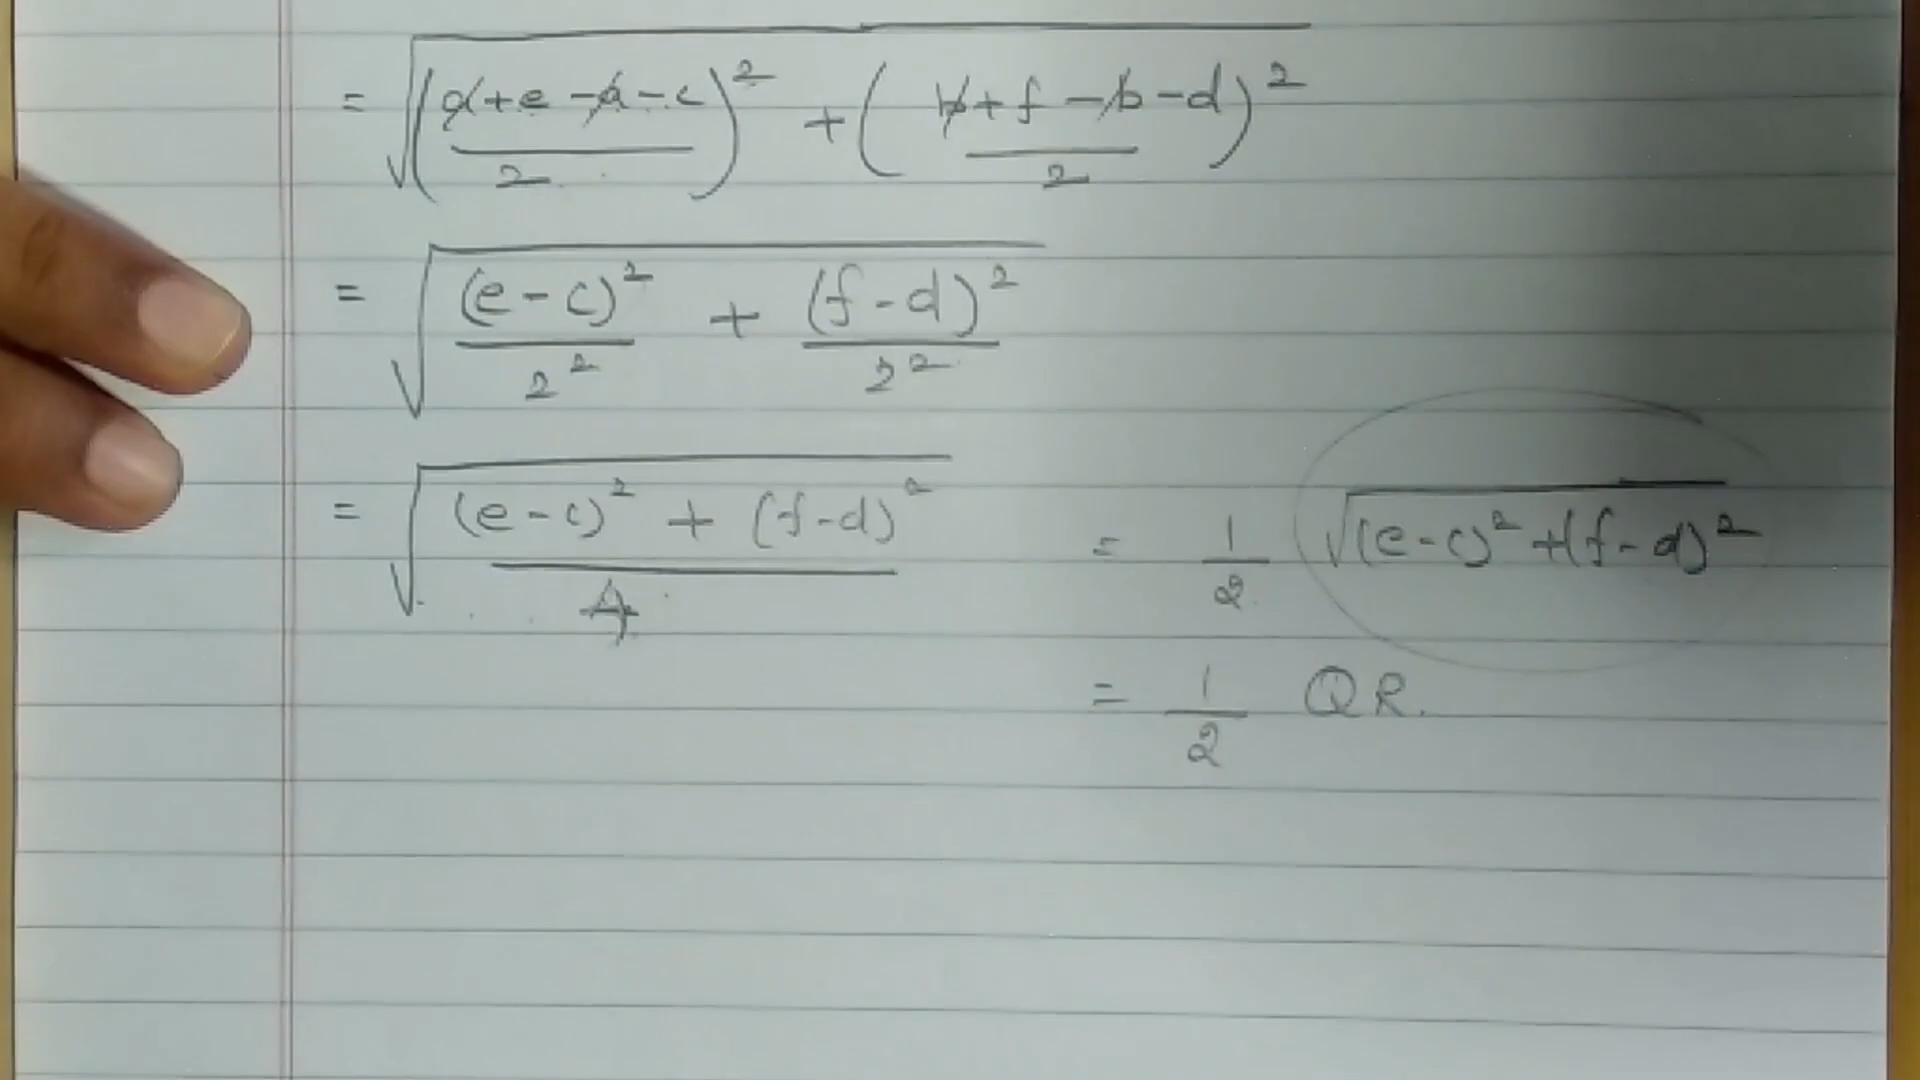 = √((a+e-a-c)/2)² + ((b+f-b-d)/2)²
= √(e-c)²/2² + (f-d)²/2²
= √((e-c)² + (f-d)²)/4
= 1/2 √(e-c)²+(f-d)²
= 1/2 QR.